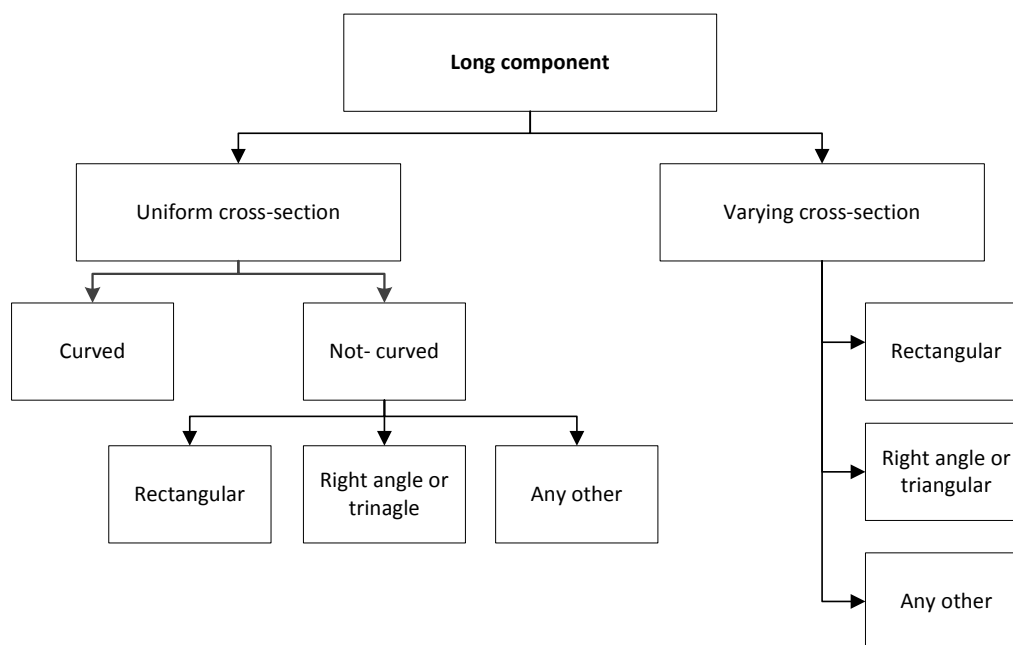 Long component
Uniform cross-section
Varying cross-section
Curved
Not- curved
Rectangular
Rectangular
Right angle or
trinagle
Any other
Right angle or
triangular
Any other